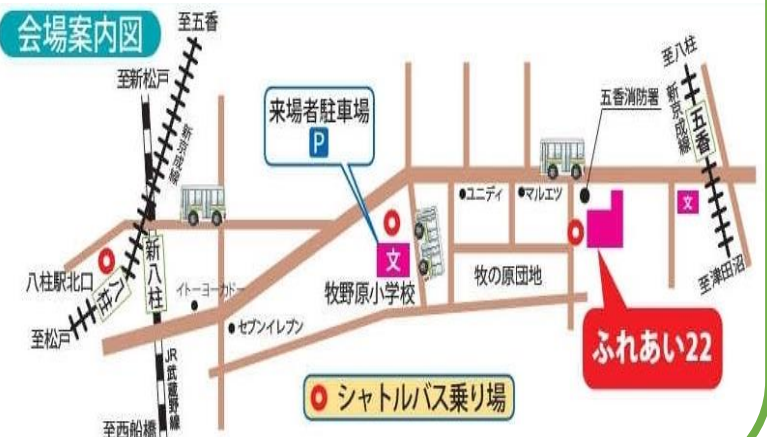 会場案内図
至五香
至新松戸
新京成線
来場者駐車場
P
至八柱
五香消防署
新京成線
五香
ユニディ
マルエツ
文
文
牧野原小学校
牧の原団地
八柱駅北口
八柱
新八柱
イトーヨーカドー
セブンイレブン
至松戸
JR武蔵野線
至西船橋
至津田沼
ふれあい22
シャトルバス乗り場